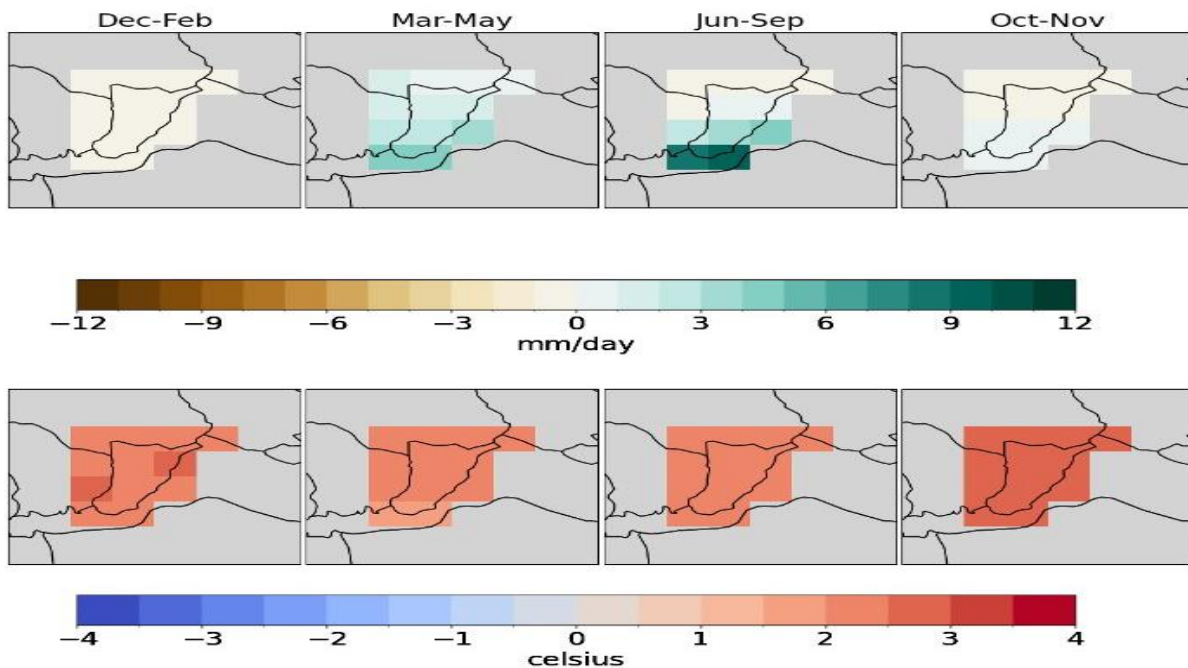 Dec-Feb Mar-May Jun-Sep Oct-Nov
−12 −9 −6 −3 0 3 6 9 12
mm/day
−4 −3 −2 −1 0 1 2 3 4
celsius